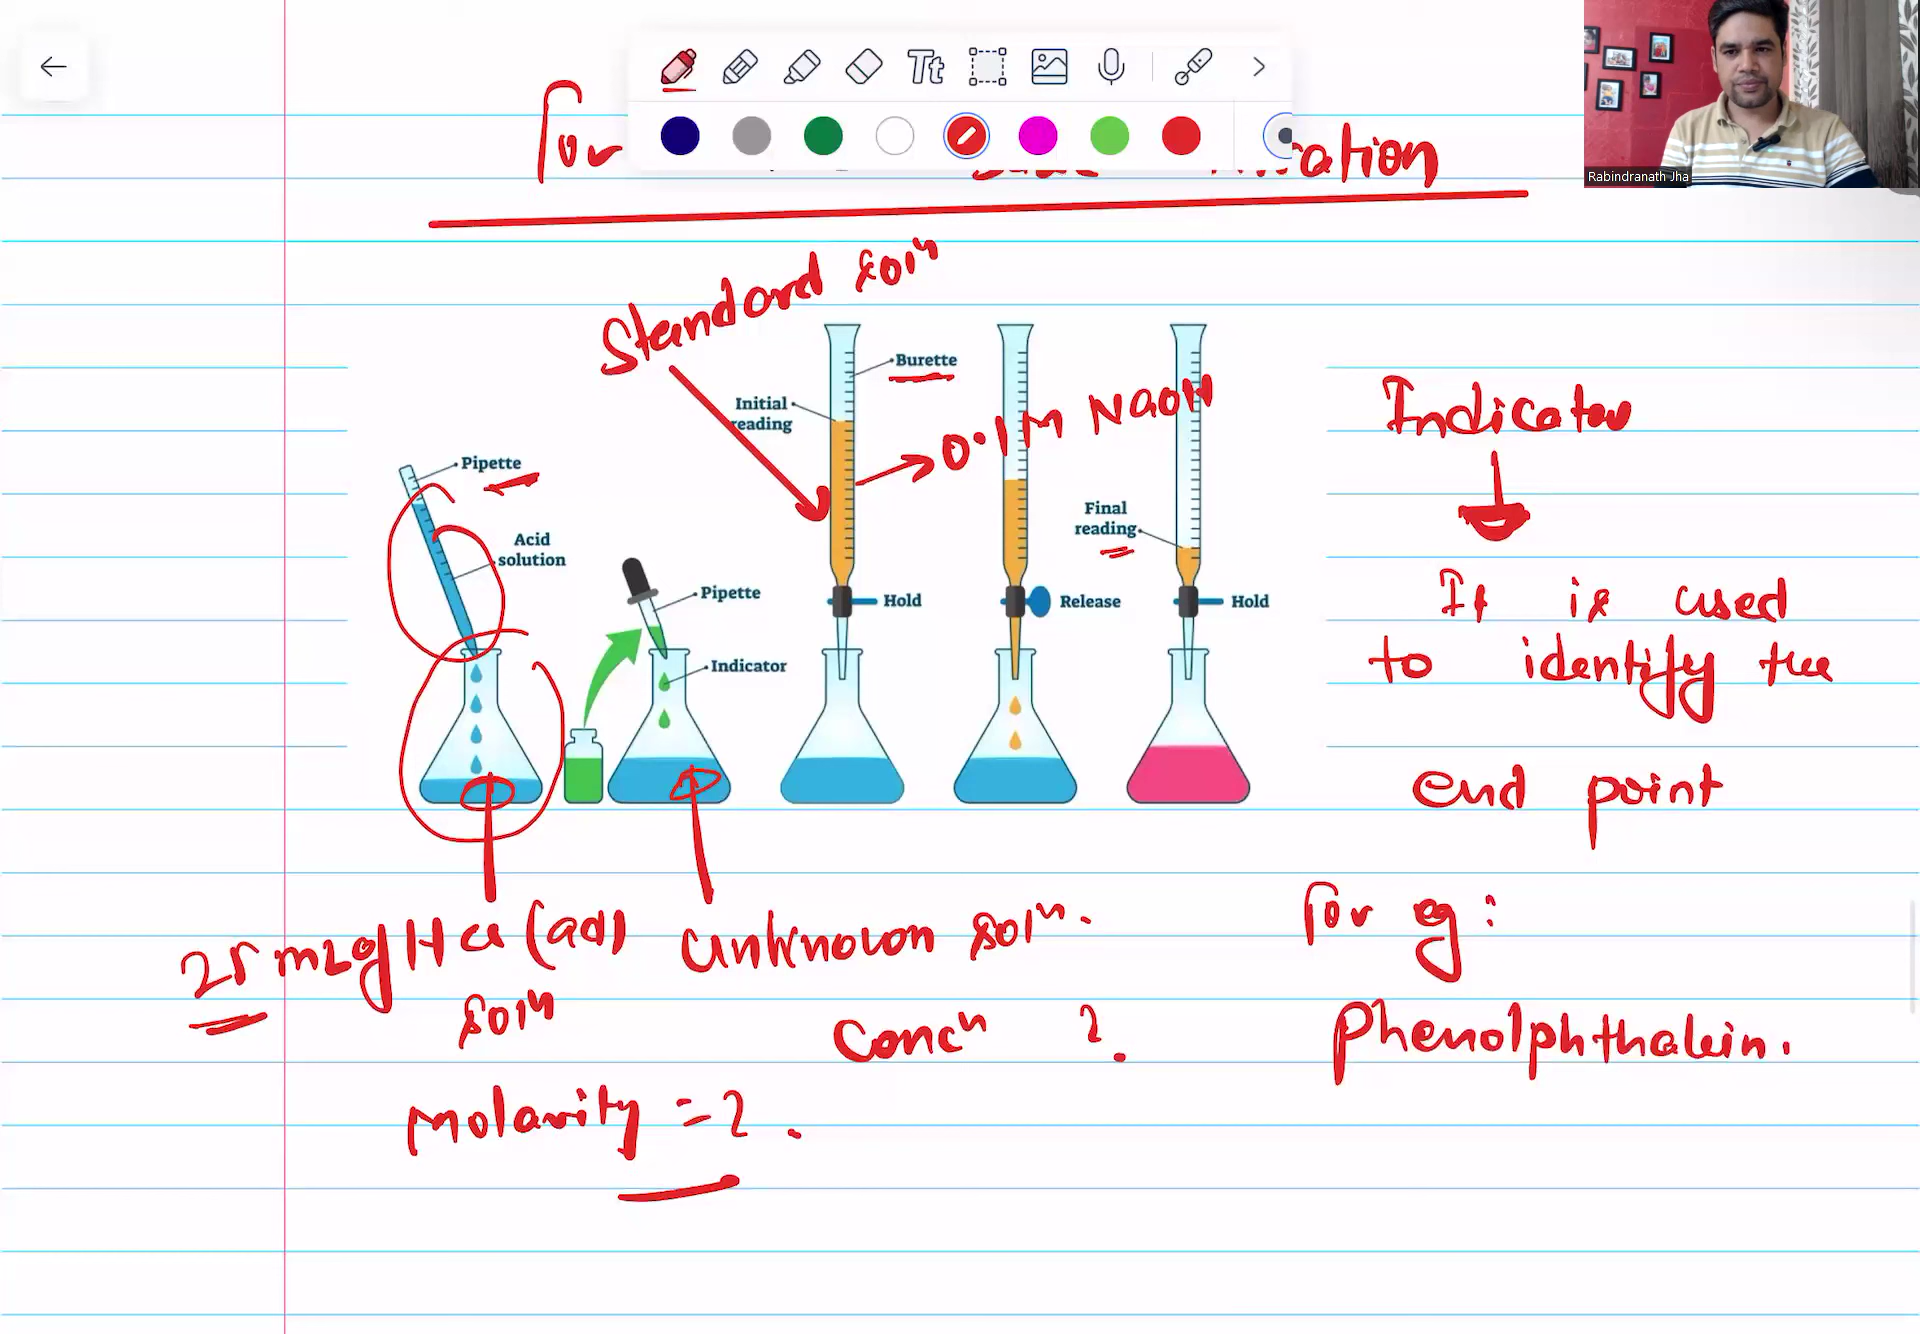 For
ation
Rabindranath Jha
Standard solⁿ
Burette
Initial
reading
0.1M NaOH
Pipette
Acid
solution
Final
reading
Pipette
Hold
Release
Hold
Indicator
Indicator
It is used
to identify the
end point
25 mL of HCl (aq)
solⁿ
unknown solⁿ.
Concⁿ ?
Molarity = ?.
For eg:
Phenolphthalein.
Tt